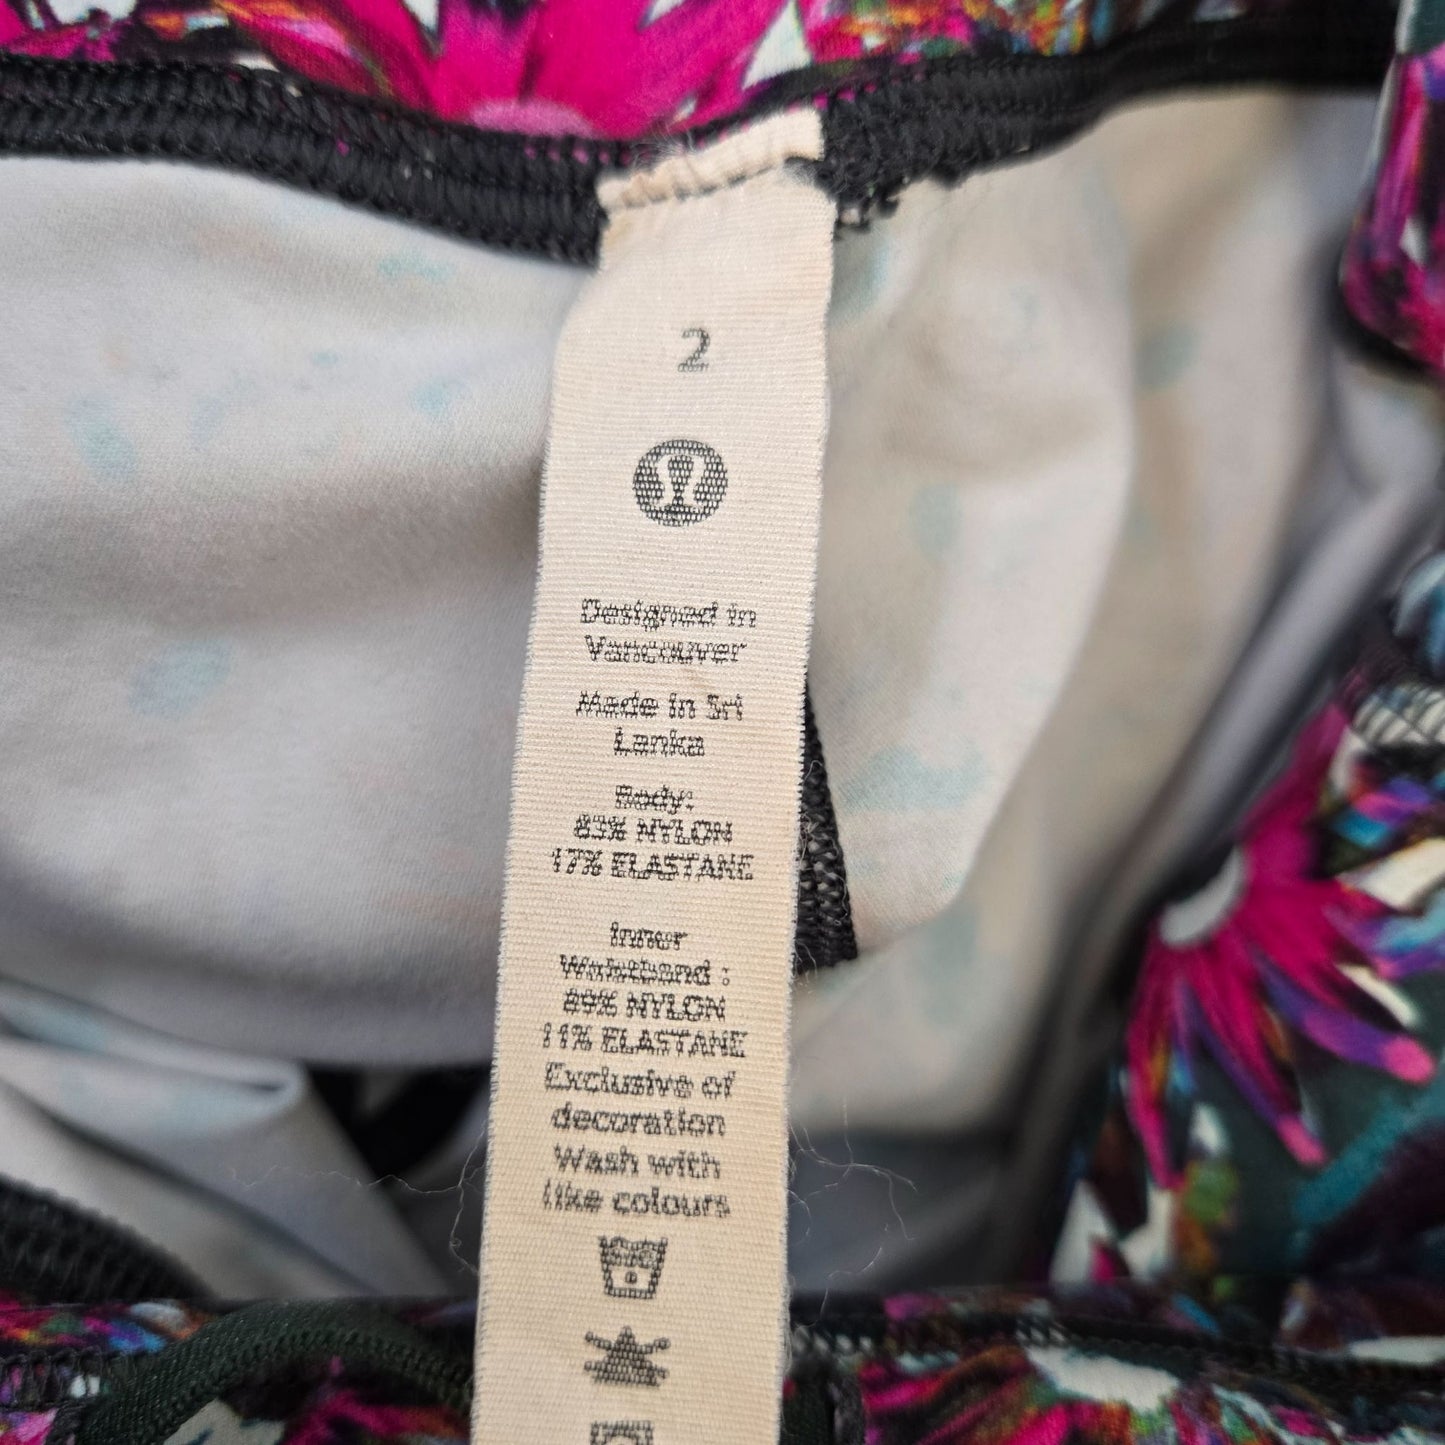 2
Designed in
Vancouver
Made in Sri
Lanka
Body:
83% NYLON
17% ELASTANE
Inner
Waistband :
89% NYLON
11% ELASTANE
Exclusive of
decoration
Wash with
like colours